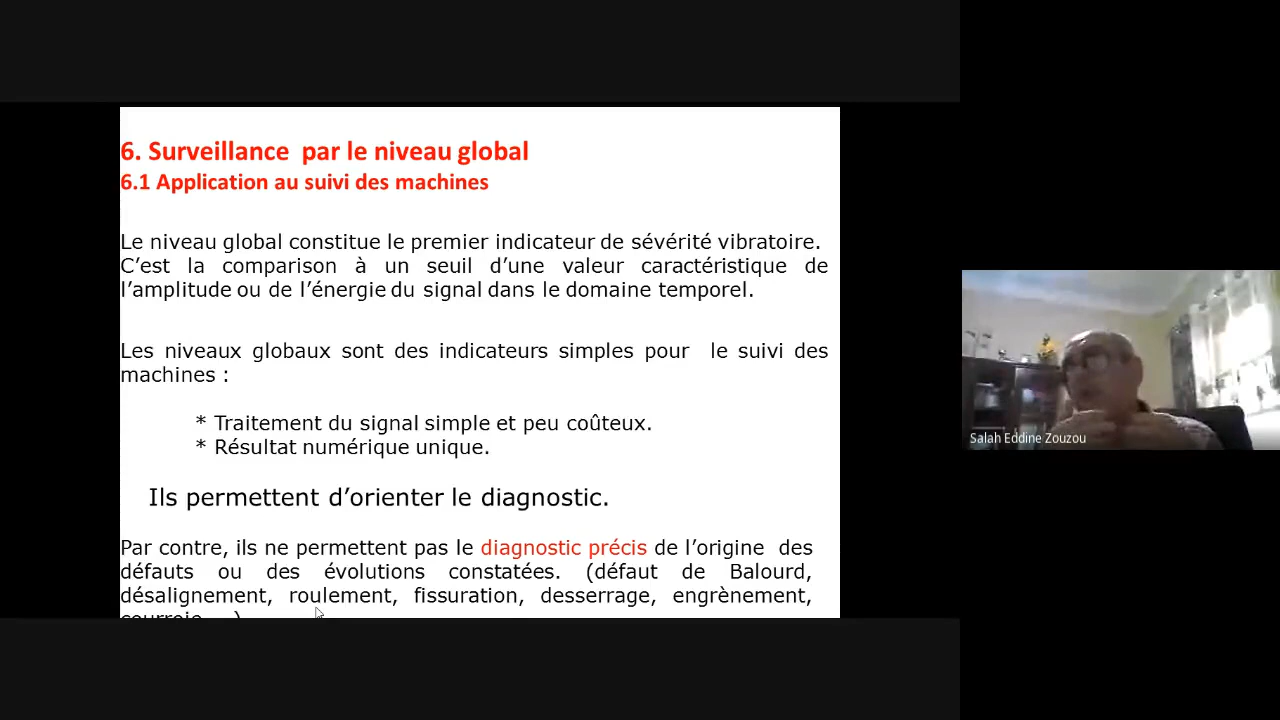 6. Surveillance par le niveau global
6.1 Application au suivi des machines
Le niveau global constitue le premier indicateur de sévérité vibratoire.
C’est la comparaison à un seuil d’une valeur caractéristique de
l’amplitude ou de l’énergie du signal dans le domaine temporel.
Les niveaux globaux sont des indicateurs simples pour le suivi des
machines :
* Traitement du signal simple et peu coûteux.
* Résultat numérique unique.
Ils permettent d’orienter le diagnostic.
Par contre, ils ne permettent pas le diagnostic précis de l’origine des
défauts ou des évolutions constatées. (défaut de Balourd,
désalignement, roulement, fissuration, desserrage, engrènement,
Salah Eddine Zouzou